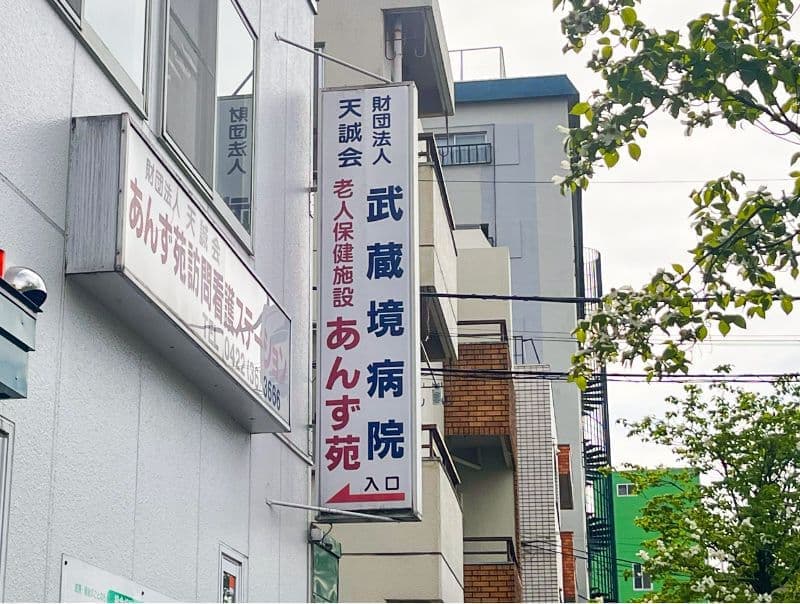 財団法人 天誠会
あんず苑訪問看護ステーション
財団法人
天誠会
武蔵境病院
老人保健施設
あんず苑
入口
財団法人